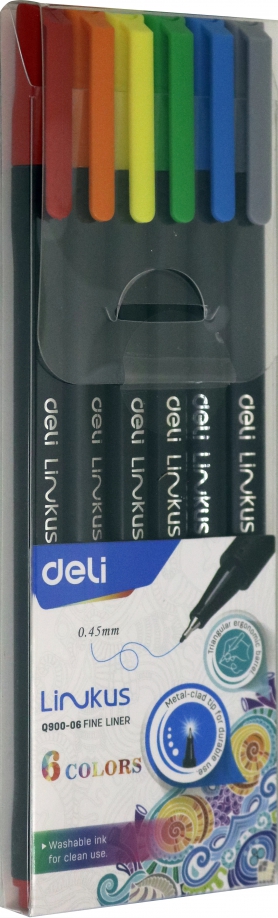 deli Linkus
deli Linkus
deli Linkus
deli Linkus
deli Linkus
deli Linkus
deli
0.45mm
Triangular ergonomic barrel
Linkus
Q900-06 FINE LINER
Metal-clad tip for durable use
6 COLORS
Washable ink
for clean use.